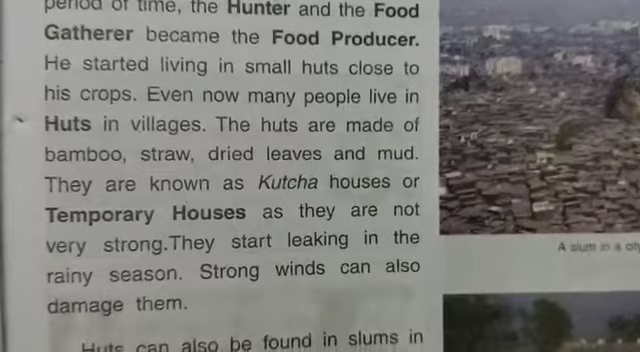 period of time, the Hunter and the Food
Gatherer became the Food Producer.
He started living in small huts close to
his crops. Even now many people live in
Huts in villages. The huts are made of
bamboo, straw, dried leaves and mud.
They are known as Kutcha houses or
Temporary Houses as they are not
very strong.They start leaking in the
rainy season. Strong winds can also
damage them.
Huts can also be found in slums in
A slum in a city